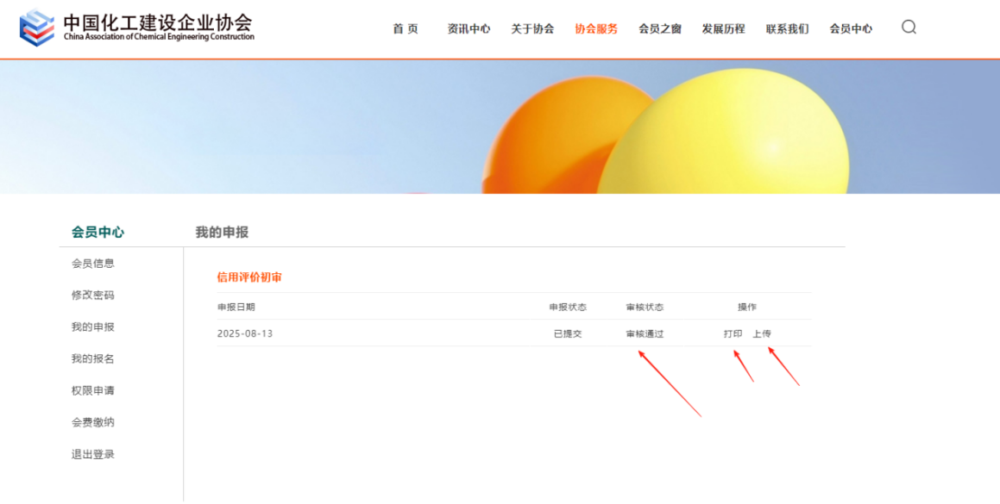 中国化工建设企业协会
China Association of Chemical Engineering Construction
首 页 资讯中心 关于协会 协会服务 会员之窗 发展历程 联系我们 会员中心
会员中心
会员信息
修改密码
我的申报
我的报名
权限申请
会费缴纳
退出登录
我的申报
信用评价初审
申报日期 申报状态 审核状态 操作
2025-08-13 已提交 审核通过 打印 上传